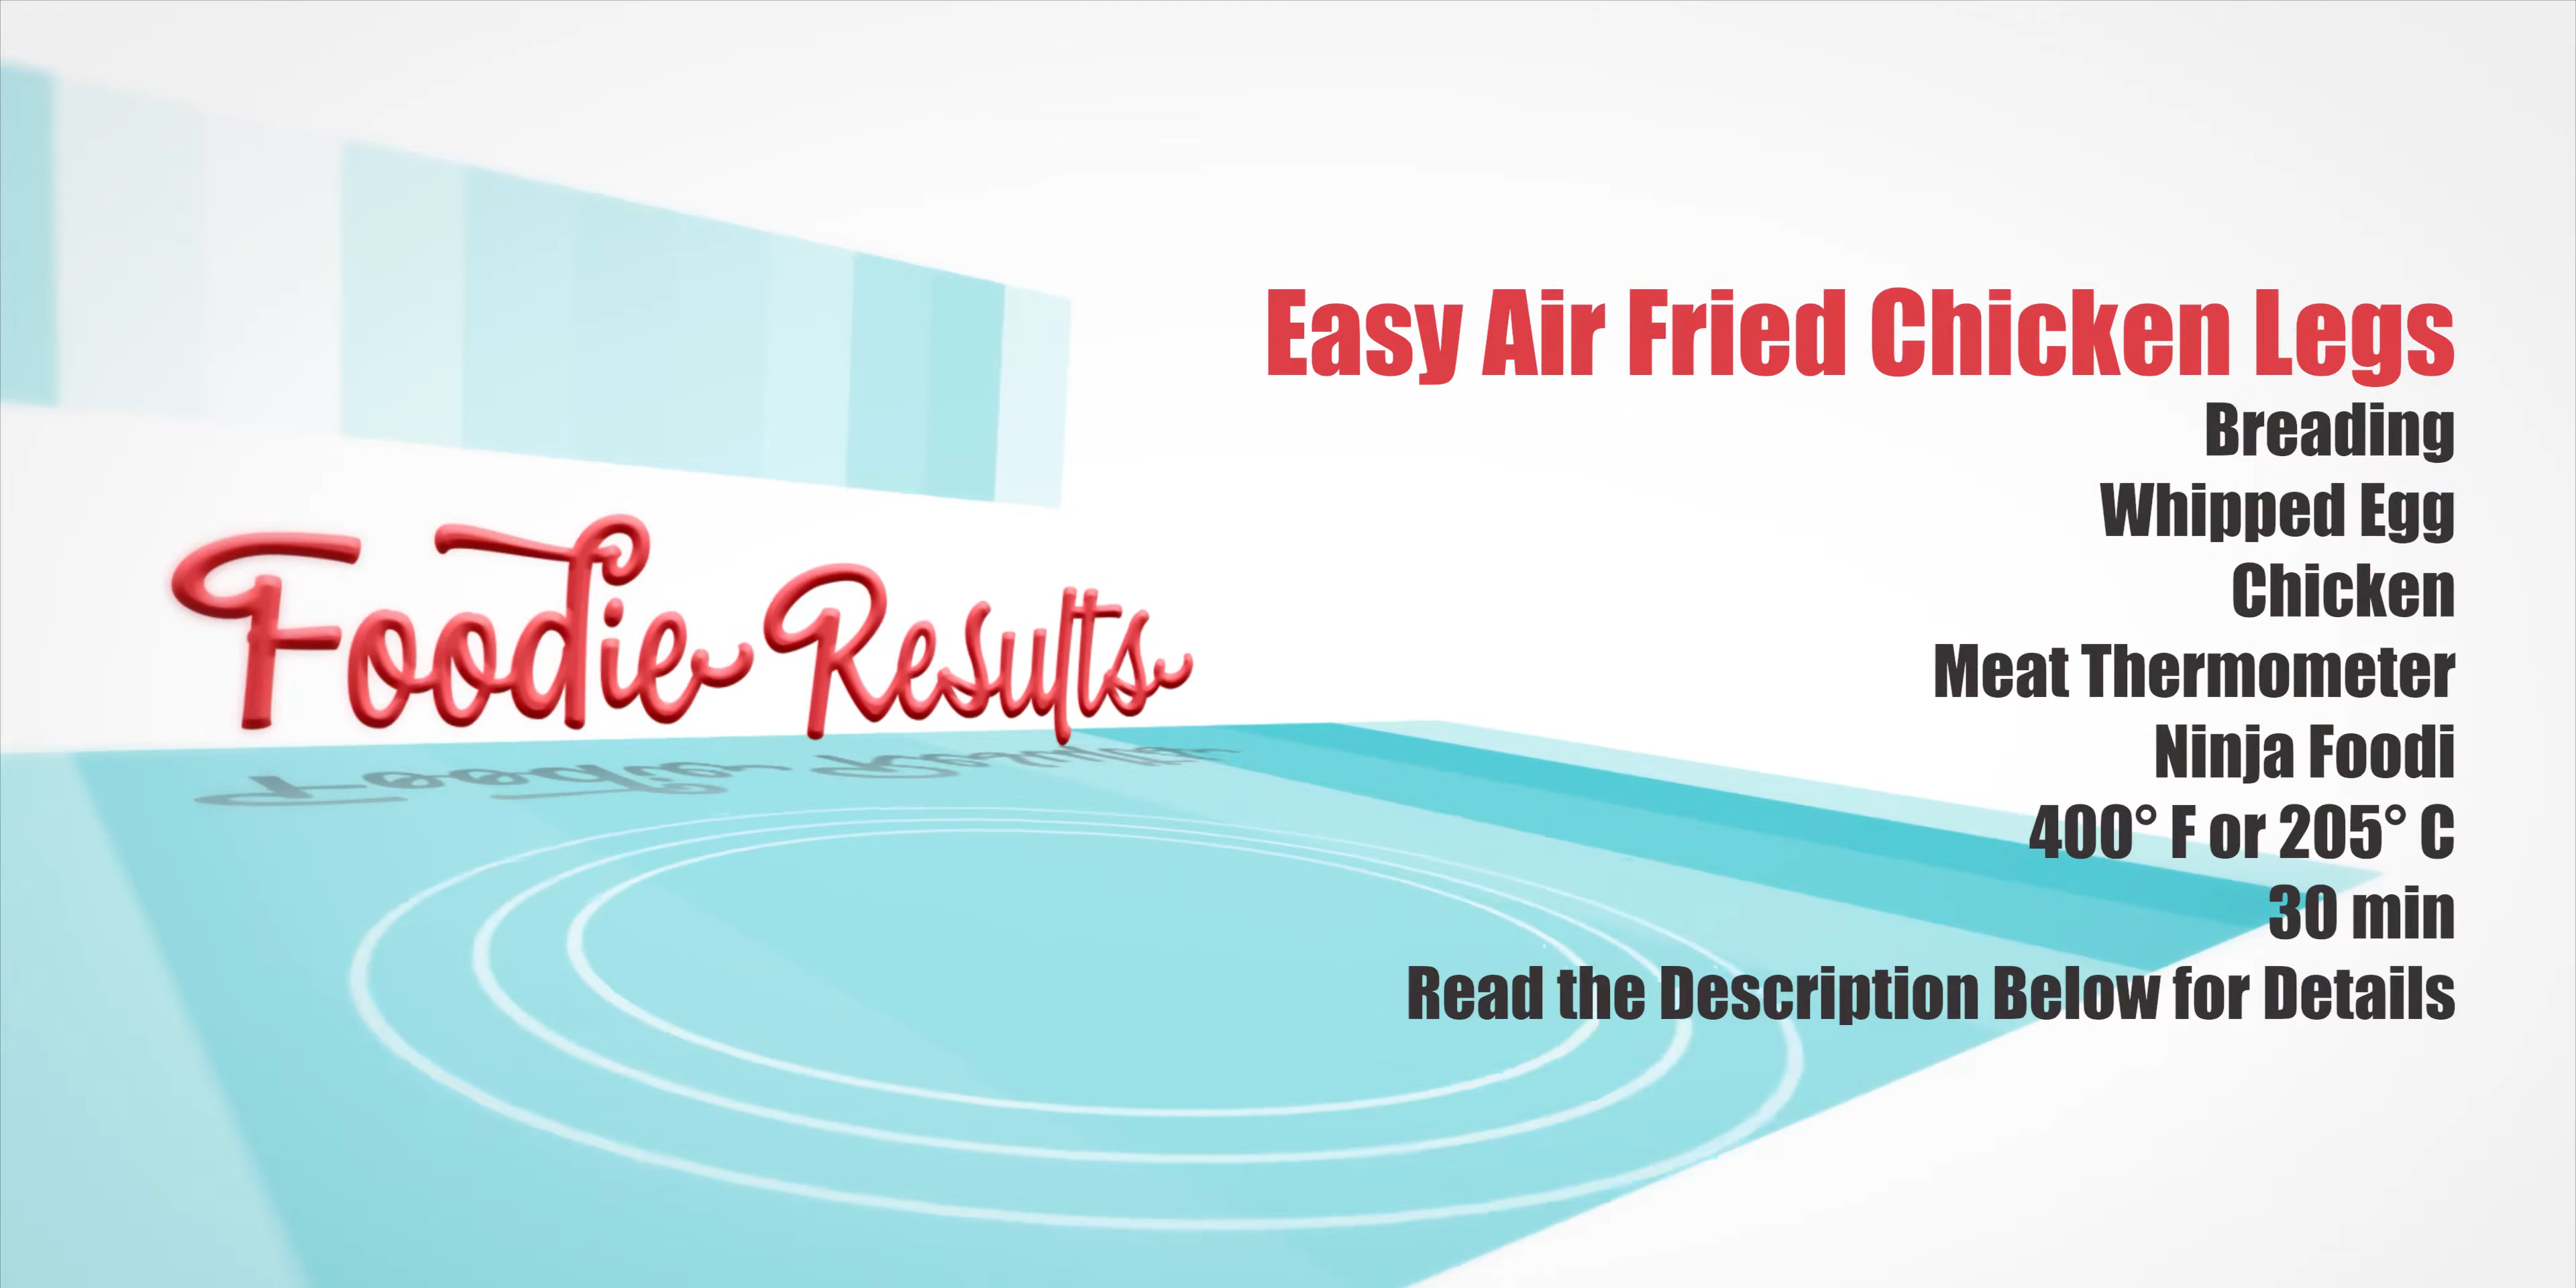 Easy Air Fried Chicken Legs
Breading
Whipped Egg
Chicken
Meat Thermometer
Ninja Foodi
400° F or 205° C
30 min
Read the Description Below for Details
Foodie Results